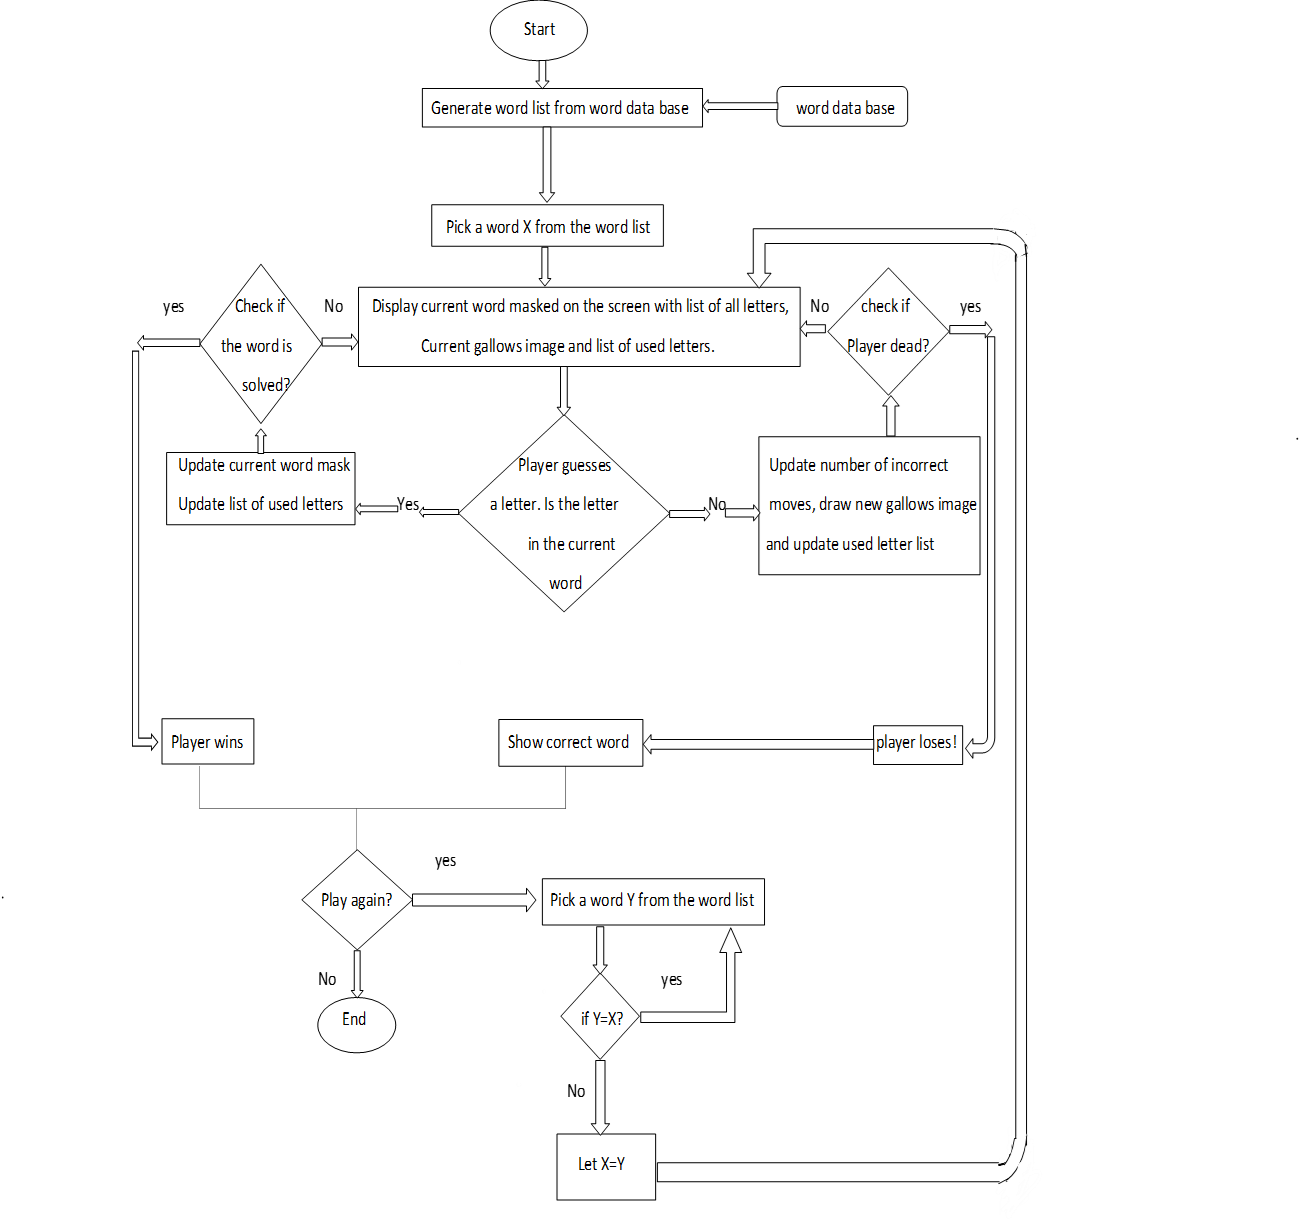 Start
Generate word list from word data base
word data base
Pick a word X from the word list
yes
Check if
the word is
solved?
No
Display current word masked on the screen with list of all letters,
Current gallows image and list of used letters.
No
check if
Player dead?
yes
Update current word mask
Update list of used letters
Yes
Player guesses
a letter. Is the letter
in the current
word
No
Update number of incorrect
moves, draw new gallows image
and update used letter list
Player wins
Show correct word
player loses!
Play again?
yes
Pick a word Y from the word list
No
End
if Y=X?
yes
No
Let X=Y